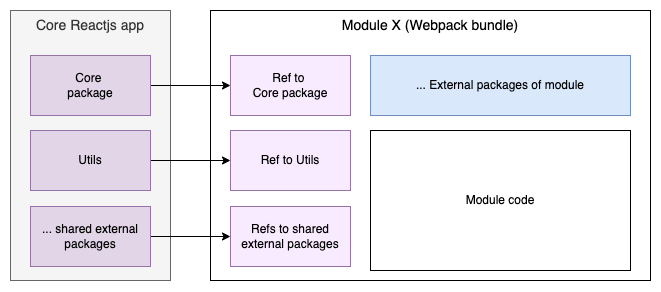 Core Reactjs app
Module X (Webpack bundle)
Core
package
Ref to
Core package
... External packages of module
Utils
Ref to Utils
Module code
... shared external
packages
Refs to shared
external packages